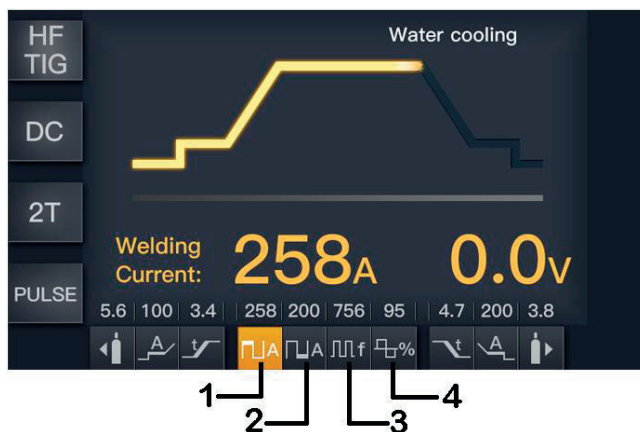 HF
TIG
Water cooling
DC
2T
Welding
Current:
258A
0.0V
PULSE
5.6 100 3.4 258 200 756 95 4.7 200 3.8
A t A A f % t A
1 2 3 4